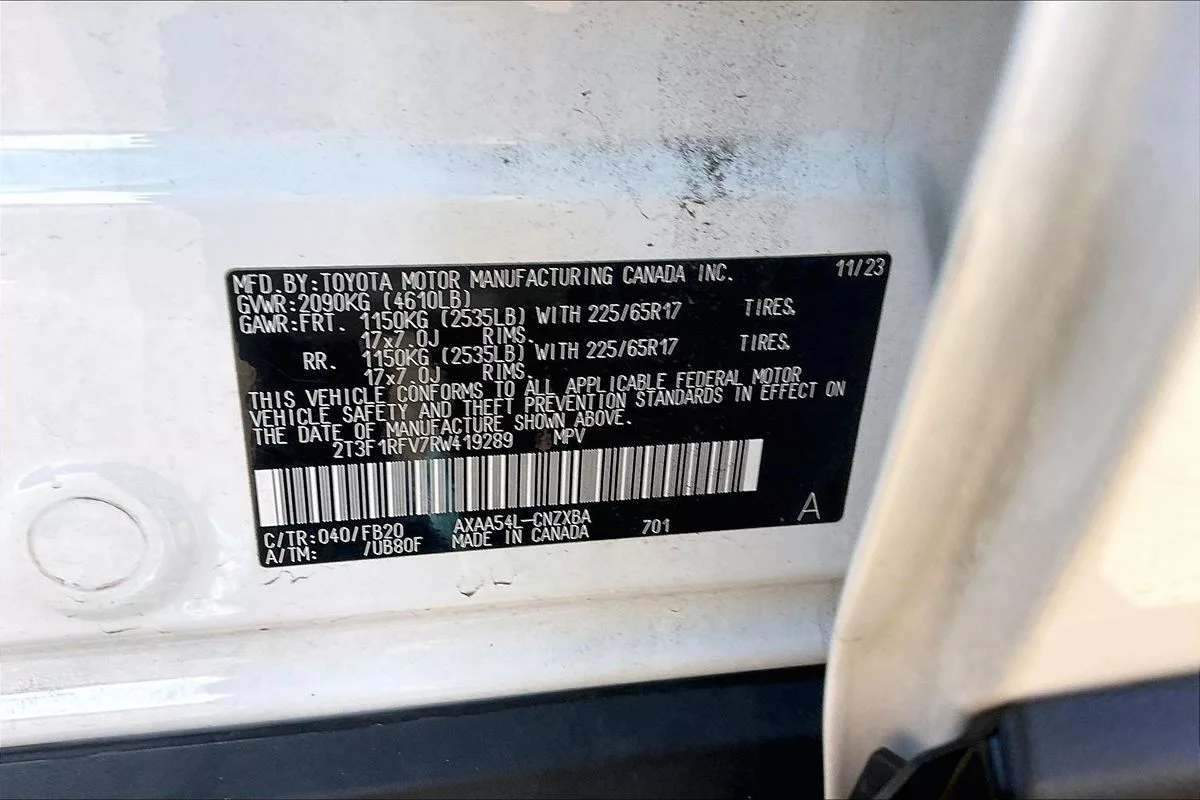 MFD.BY:TOYOTA MOTOR MANUFACTURING CANADA INC. 11/23
GVWR:2090KG (4610LB)
GAWR:FRT. 1150KG (2535LB) WITH 225/65R17 TIRES,
17x7.0J RIMS.
RR. 1150KG (2535LB) WITH 225/65R17 TIRES,
17x7.0J RIMS.
THIS VEHICLE CONFORMS TO ALL APPLICABLE FEDERAL MOTOR
VEHICLE SAFETY AND THEFT PREVENTION STANDARDS IN EFFECT ON
THE DATE OF MANUFACTURE SHOWN ABOVE.
2T3F1RFV7RW419289 MPV
C/TR:040/FB20 AXAA54L-CNZXBA 701 A
A/TM: /UB80F MADE IN CANADA